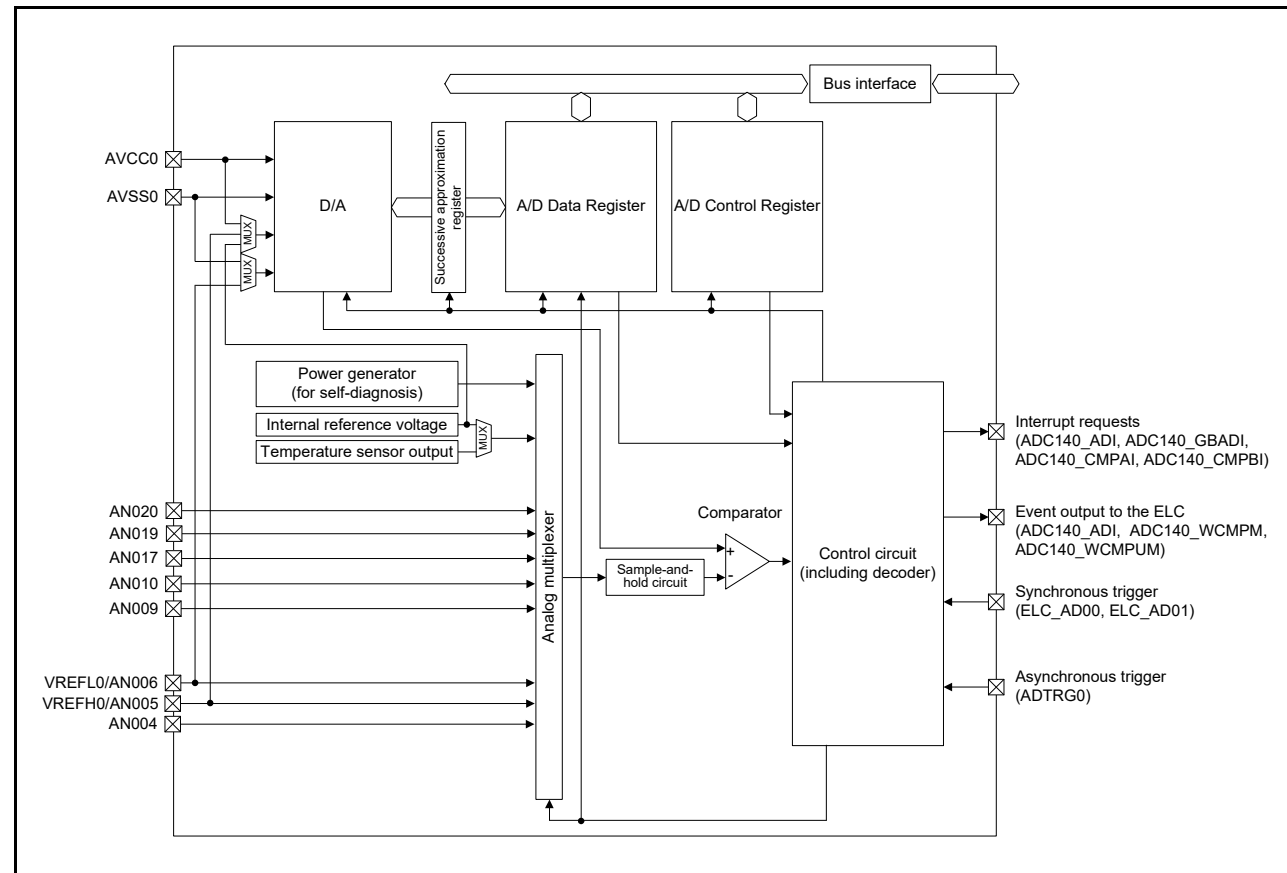 Bus interface
AVCC0
AVSS0
MUX
MUX
D/A
Successive approximation
register
A/D Data Register
A/D Control Register
Power generator
(for self-diagnosis)
Internal reference voltage
Temperature sensor output
MUX
AN020
AN019
AN017
AN010
AN009
VREFL0/AN006
VREFH0/AN005
AN004
Analog multiplexer
Sample-and-
hold circuit
Comparator
+
-
Control circuit
(including decoder)
Interrupt requests
(ADC140_ADI, ADC140_GBADI,
ADC140_CMPAI, ADC140_CMPBI)
Event output to the ELC
(ADC140_ADI, ADC140_WCMPM,
ADC140_WCMPUM)
Synchronous trigger
(ELC_AD00, ELC_AD01)
Asynchronous trigger
(ADTRG0)